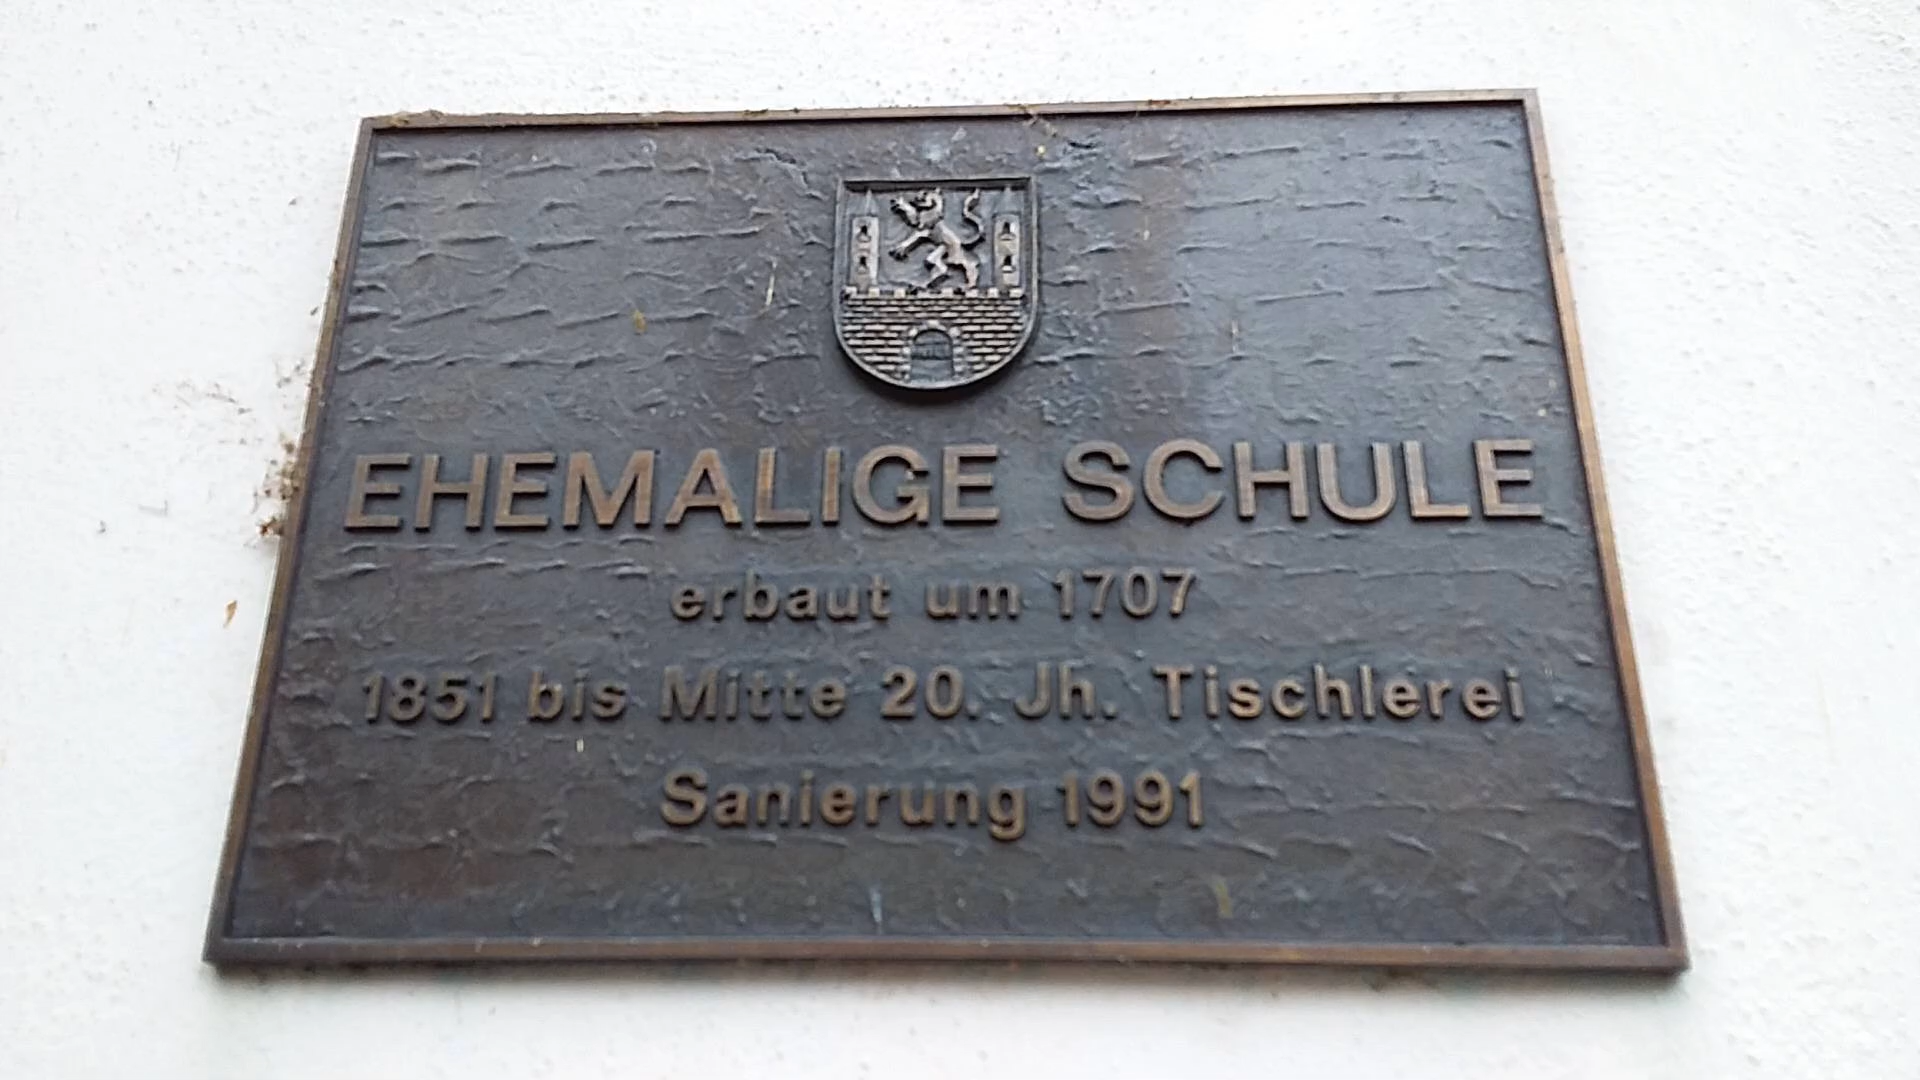 EHEMALIGE SCHULE
erbaut um 1707
1851 bis Mitte 20. Jh. Tischlerei
Sanierung 1991